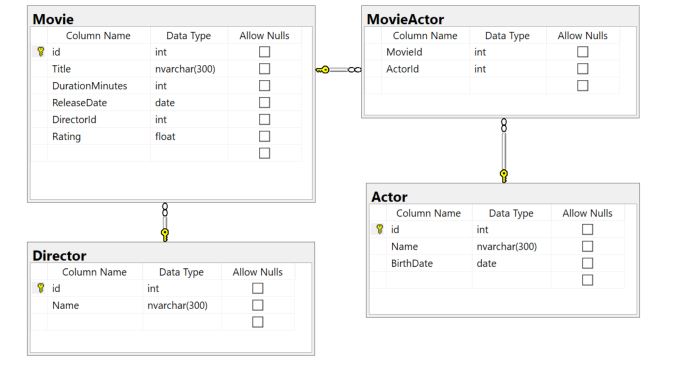 Movie
Column Name Data Type Allow Nulls
id int
Title nvarchar(300)
DurationMinutes int
ReleaseDate date
DirectorId int
Rating float
MovieActor
Column Name Data Type Allow Nulls
MovieId int
ActorId int
Director
Column Name Data Type Allow Nulls
id int
Name nvarchar(300)
Actor
Column Name Data Type Allow Nulls
id int
Name nvarchar(300)
BirthDate date